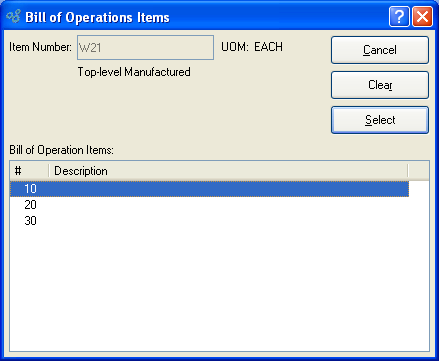 Bill of Operations Items
Item Number: W21 UOM: EACH
Top-level Manufactured
Cancel
Clear
Select
Bill of Operation Items:
# Description
10
20
30